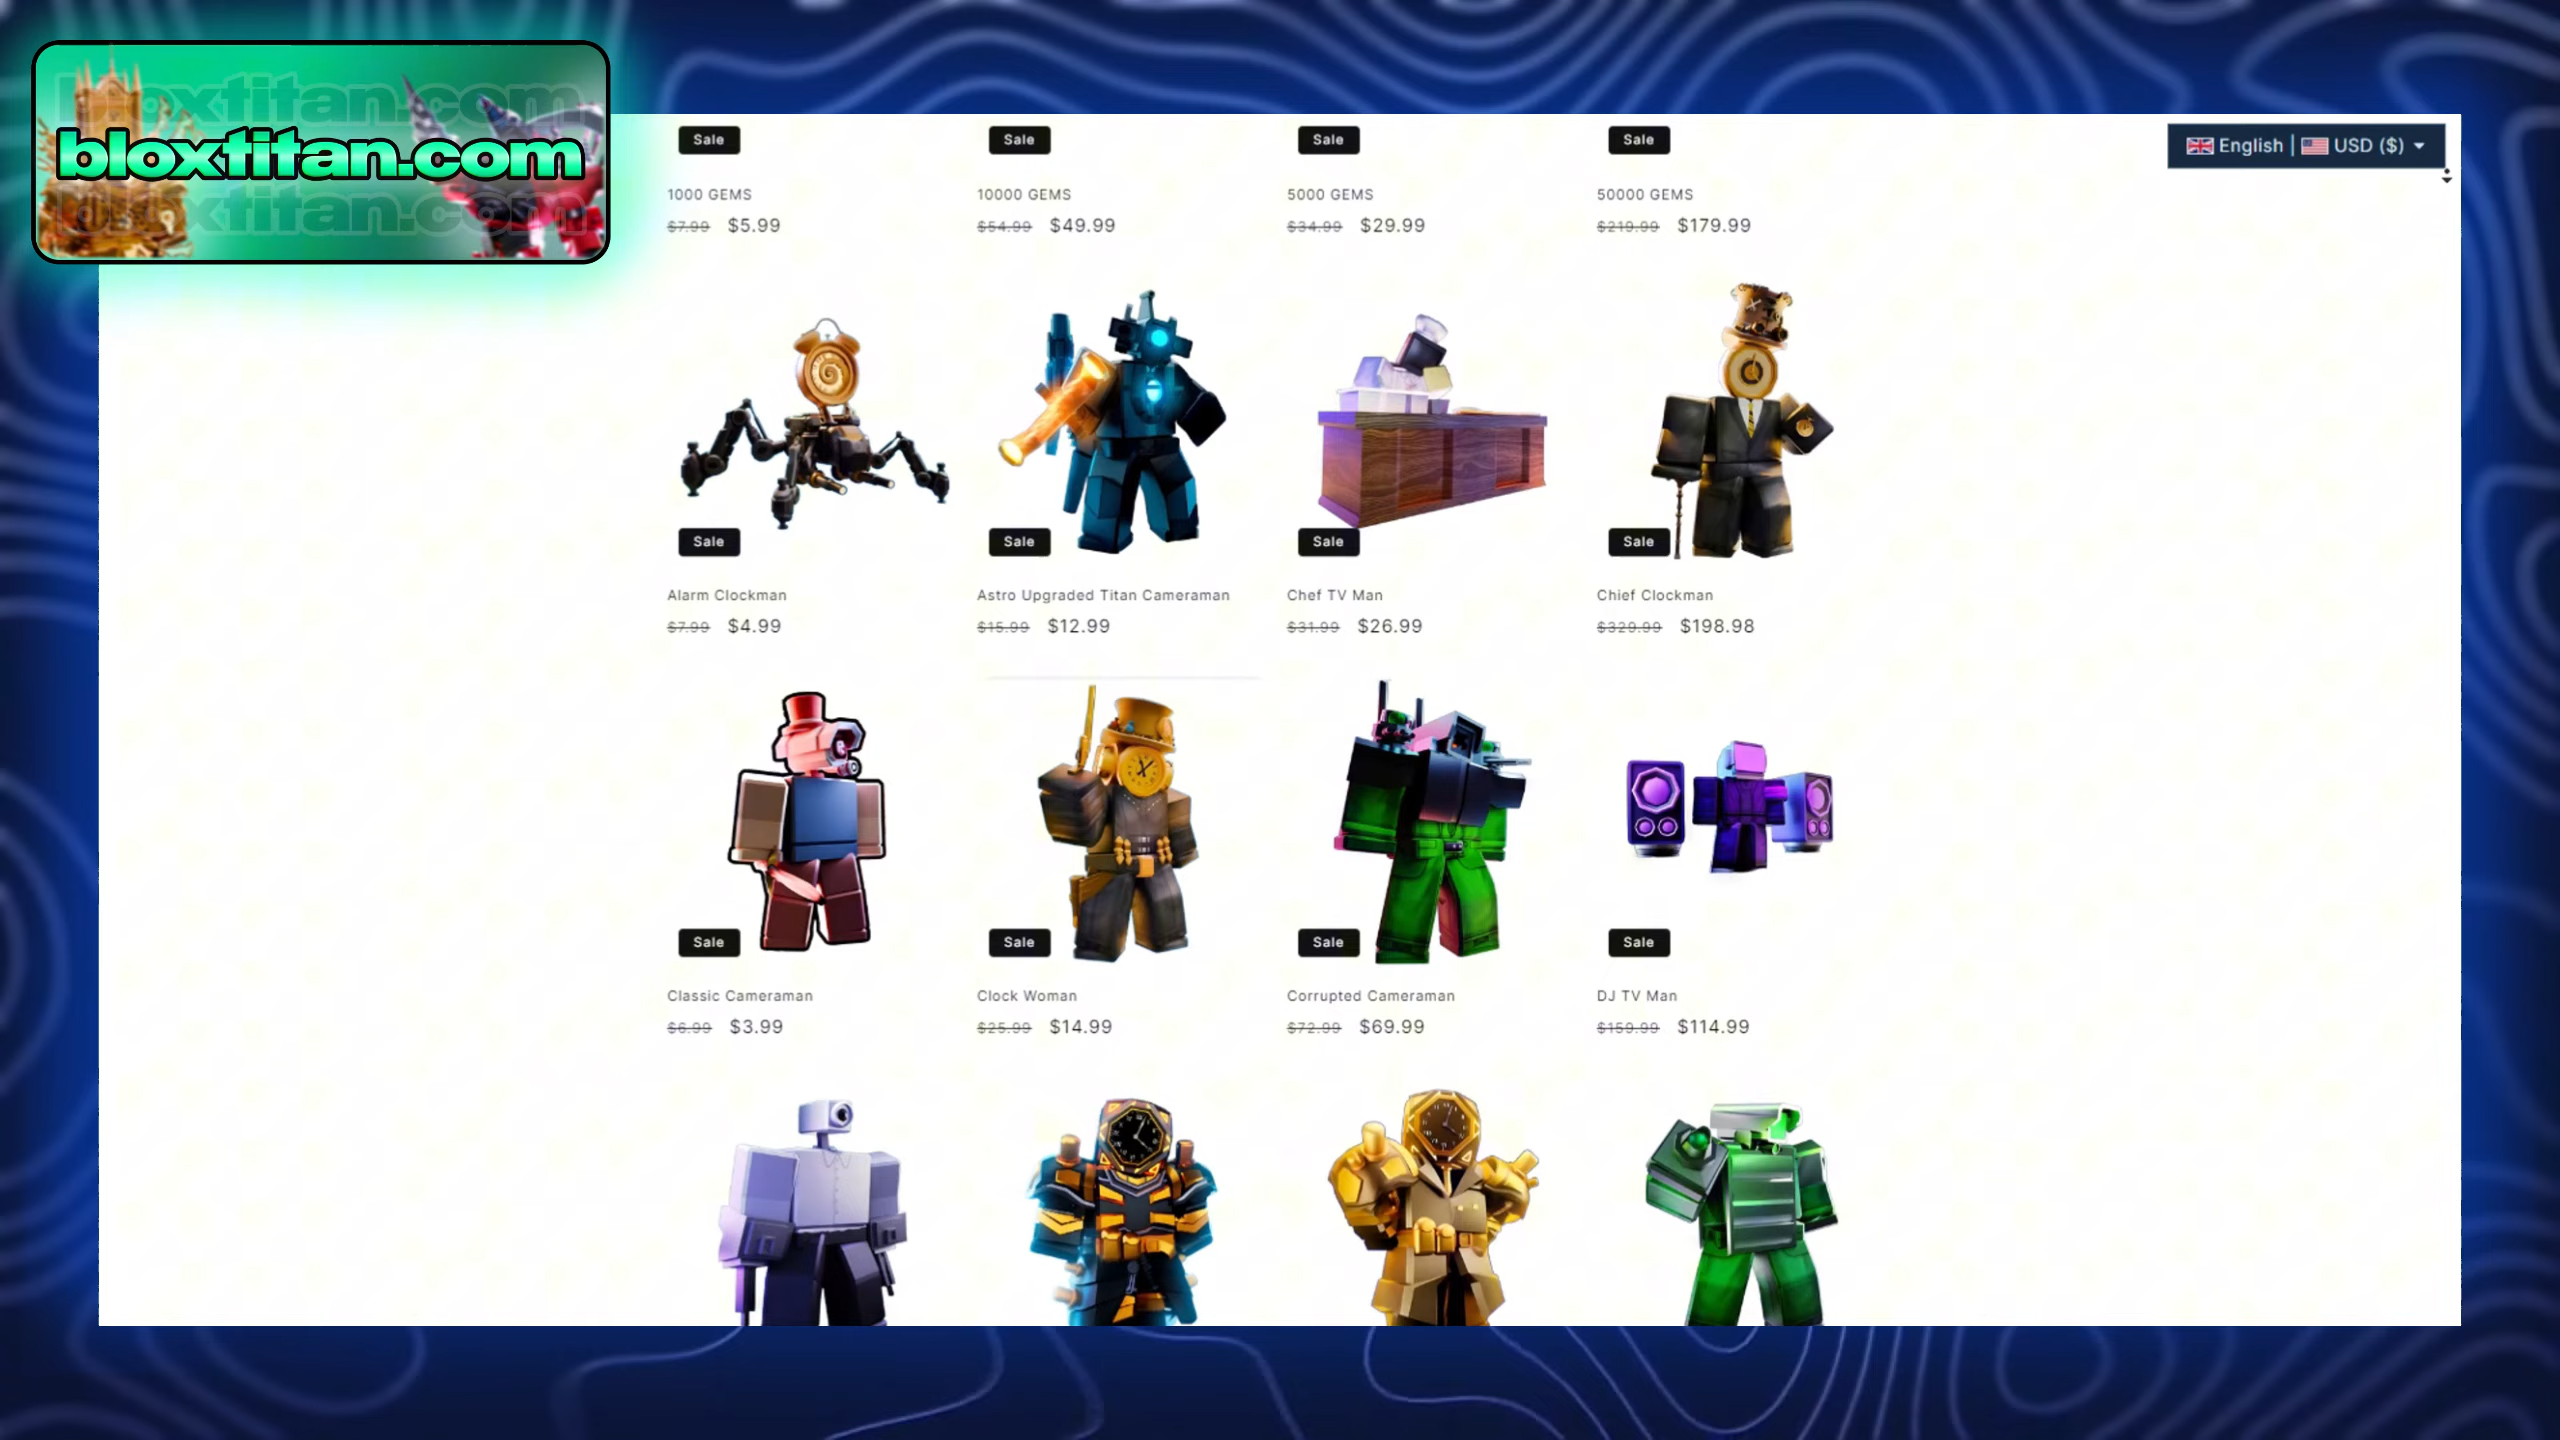 bloxtitan.com
bloxtitan.com
bloxtitan.com
English | USD ($)
Sale
Sale
Sale
Sale
1000 GEMS
10000 GEMS
5000 GEMS
50000 GEMS
$7.99 $5.99
$54.99 $49.99
$34.99 $29.99
$219.99 $179.99
Sale
Sale
Sale
Sale
Alarm Clockman
Astro Upgraded Titan Cameraman
Chef TV Man
Chief Clockman
$7.99 $4.99
$15.99 $12.99
$31.99 $26.99
$329.99 $198.98
Sale
Sale
Sale
Sale
Classic Cameraman
Clock Woman
Corrupted Cameraman
DJ TV Man
$6.99 $3.99
$25.99 $14.99
$72.99 $69.99
$159.99 $114.99